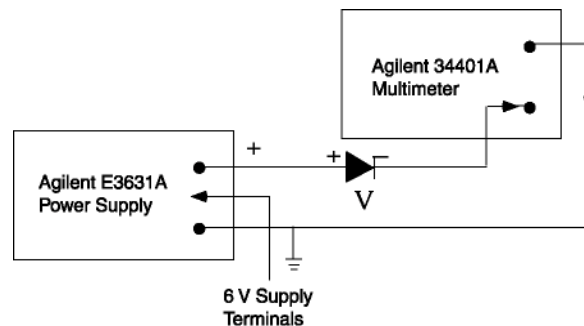 Agilent 34401A
Multimeter
+
+
Agilent E3631A
Power Supply
V
6 V Supply
Terminals